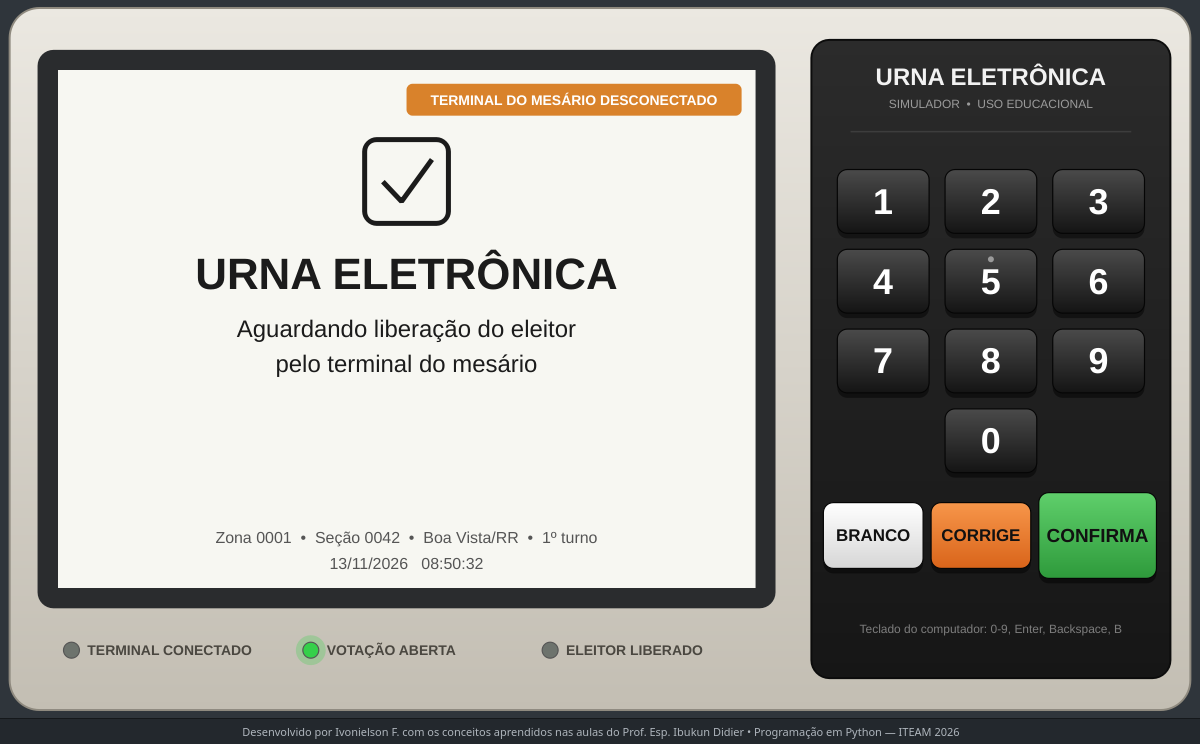 TERMINAL DO MESÁRIO DESCONECTADO
URNA ELETRÔNICA
Aguardando liberação do eleitor
pelo terminal do mesário
Zona 0001 • Seção 0042 • Boa Vista/RR • 1º turno
13/11/2026 08:50:32
TERMINAL CONECTADO
VOTAÇÃO ABERTA
ELEITOR LIBERADO
URNA ELETRÔNICA
SIMULADOR • USO EDUCACIONAL
1 2 3
4 5 6
7 8 9
0
BRANCO CORRIGE CONFIRMA
Teclado do computador: 0-9, Enter, Backspace, B
Desenvolvido por Ivonielson F. com os conceitos aprendidos nas aulas do Prof. Esp. Ibukun Didier • Programação em Python — ITEAM 2026